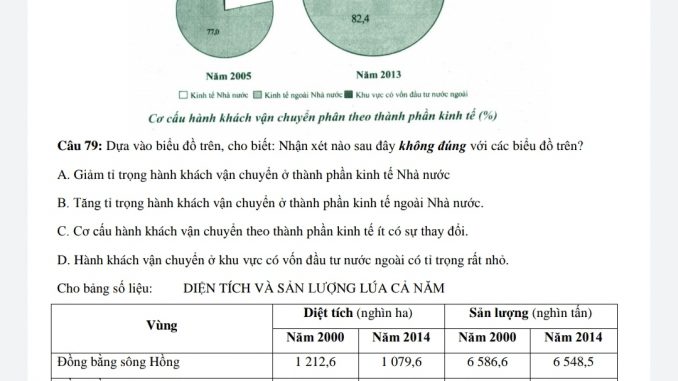 82,4
77,0
Năm 2005 Năm 2013
Kinh tế Nhà nước Kinh tế ngoài Nhà nước Khu vực có vốn đầu tư nước ngoài
Cơ cấu hành khách vận chuyển phân theo thành phần kinh tế (%)
Câu 79: Dựa vào biểu đồ trên, cho biết: Nhận xét nào sau đây không đúng với các biểu đồ trên?
A. Giảm tỉ trọng hành khách vận chuyển ở thành phần kinh tế Nhà nước
B. Tăng tỉ trọng hành khách vận chuyển ở thành phần kinh tế ngoài Nhà nước.
C. Cơ cấu hành khách vận chuyển theo thành phần kinh tế ít có sự thay đổi.
D. Hành khách vận chuyển ở khu vực có vốn đầu tư nước ngoài có tỉ trọng rất nhỏ.
Cho bảng số liệu: DIỆN TÍCH VÀ SẢN LƯỢNG LÚA CẢ NĂM
Vùng Diệt tích (nghìn ha) Sản lượng (nghìn tấn)
Năm 2000 Năm 2014 Năm 2000 Năm 2014
Đồng bằng sông Hồng 1 212,6 1 079,6 6 586,6 6 548,5